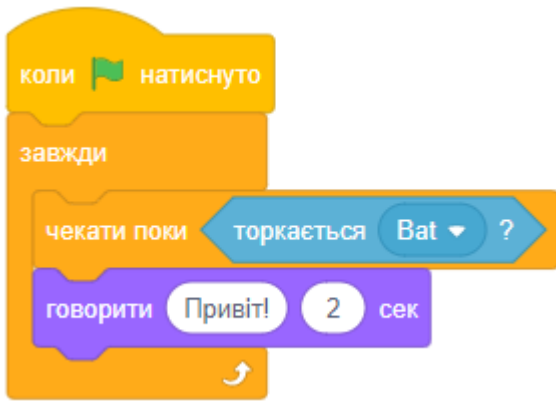 коли натиснуто
завжди
чекати поки торкається Bat ?
говорити Привіт! 2 сек